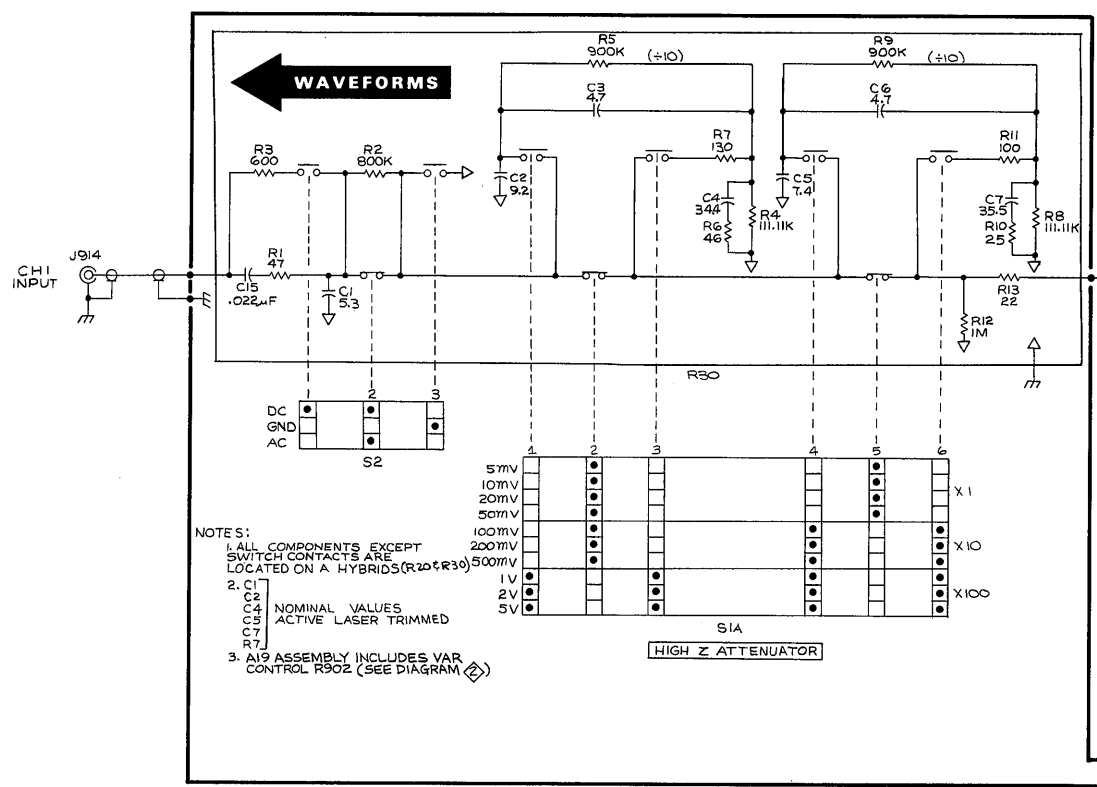 WAVEFORMS
R5
900K
(÷10)
C3
4.7
R9
900K
(÷10)
C6
4.7
R3
600
R2
800K
C2
9.2
R7
130
C4
34.4
R6
46
R4
111.11K
C5
7.4
R11
100
C7
35.5
R10
25
R8
111.11K
CH1
INPUT
J914
C15
.022µF
R1
47
C1
5.3
R13
22
R12
1M
R30
1 2 3
DC
GND
AC
S2
1 2 3 4 5 6
5mV
10mV
20mV
50mV
X1
100mV
200mV
500mV
X10
1V
2V
5V
X100
S1A
HIGH Z ATTENUATOR
NOTES:
1. ALL COMPONENTS EXCEPT
SWITCH CONTACTS ARE
LOCATED ON A HYBRIDS (R20 & R30)
2. C1
C2
C4
C5
C7
R7
NOMINAL VALUES
ACTIVE LASER TRIMMED
3. A19 ASSEMBLY INCLUDES VAR
CONTROL R902 (SEE DIAGRAM 2)